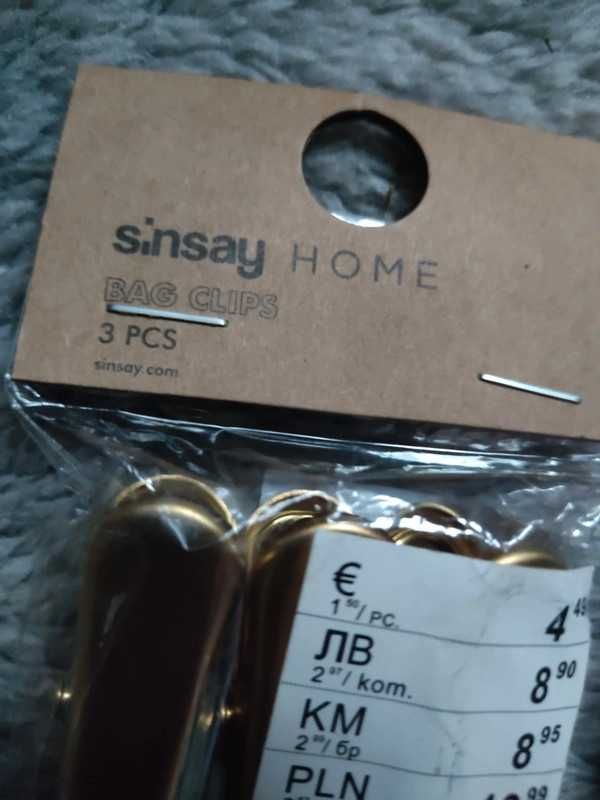 sinsay HOME
BAG CLIPS
3 PCS
sinsay.com
€ 4 49
1 50/ PC.
ЛВ 8 90
2 97/ kom.
KM 8 95
2 99/ бр
PLN 99